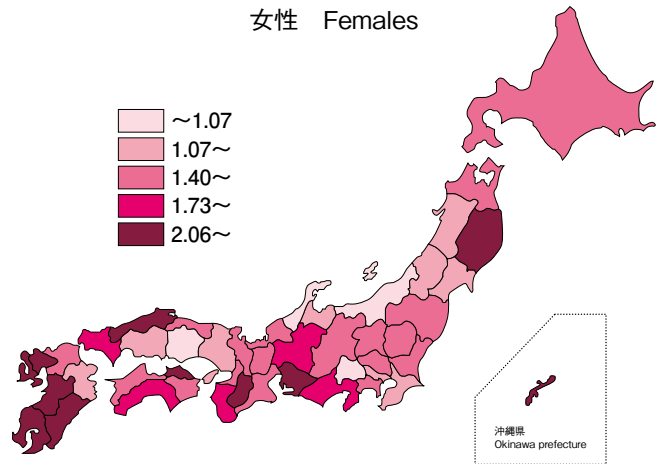 女性 Females
～1.07
1.07～
1.40～
1.73～
2.06～
沖縄県
Okinawa prefecture